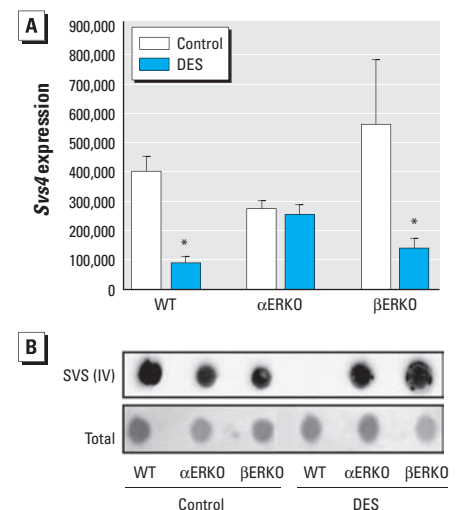 A
Svs4 expression
900,000
800,000
700,000
600,000
500,000
400,000
300,000
200,000
100,000
0
Control
DES
*
*
WT αERKO βERKO
B
SVS (IV)
Total
WT αERKO βERKO WT αERKO βERKO
Control DES